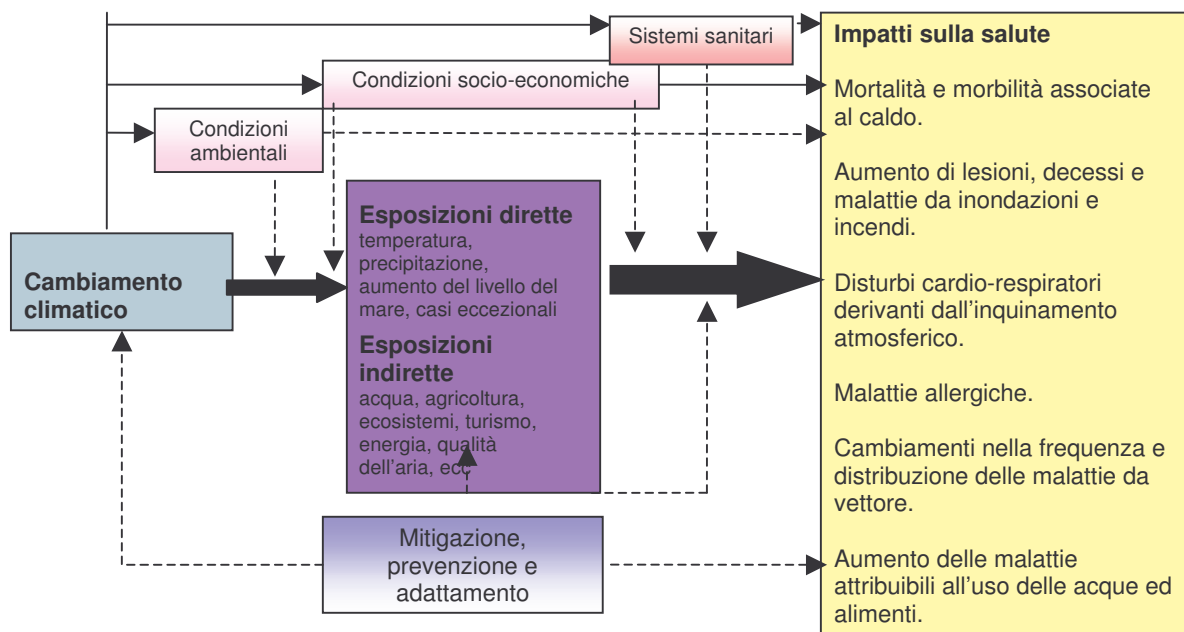 Sistemi sanitari
Condizioni socio-economiche
Condizioni
ambientali
Cambiamento
climatico
Esposizioni dirette
temperatura,
precipitazione,
aumento del livello del
mare, casi eccezionali
Esposizioni
indirette
acqua, agricoltura,
ecosistemi, turismo,
energia, qualità
dell'aria, ecc
Mitigazione,
prevenzione e
adattamento
Impatti sulla salute
Mortalità e morbilità associate
al caldo.
Aumento di lesioni, decessi e
malattie da inondazioni e
incendi.
Disturbi cardio-respiratori
derivanti dall'inquinamento
atmosferico.
Malattie allergiche.
Cambiamenti nella frequenza e
distribuzione delle malattie da
vettore.
Aumento delle malattie
attribuibili all'uso delle acque ed
alimenti.